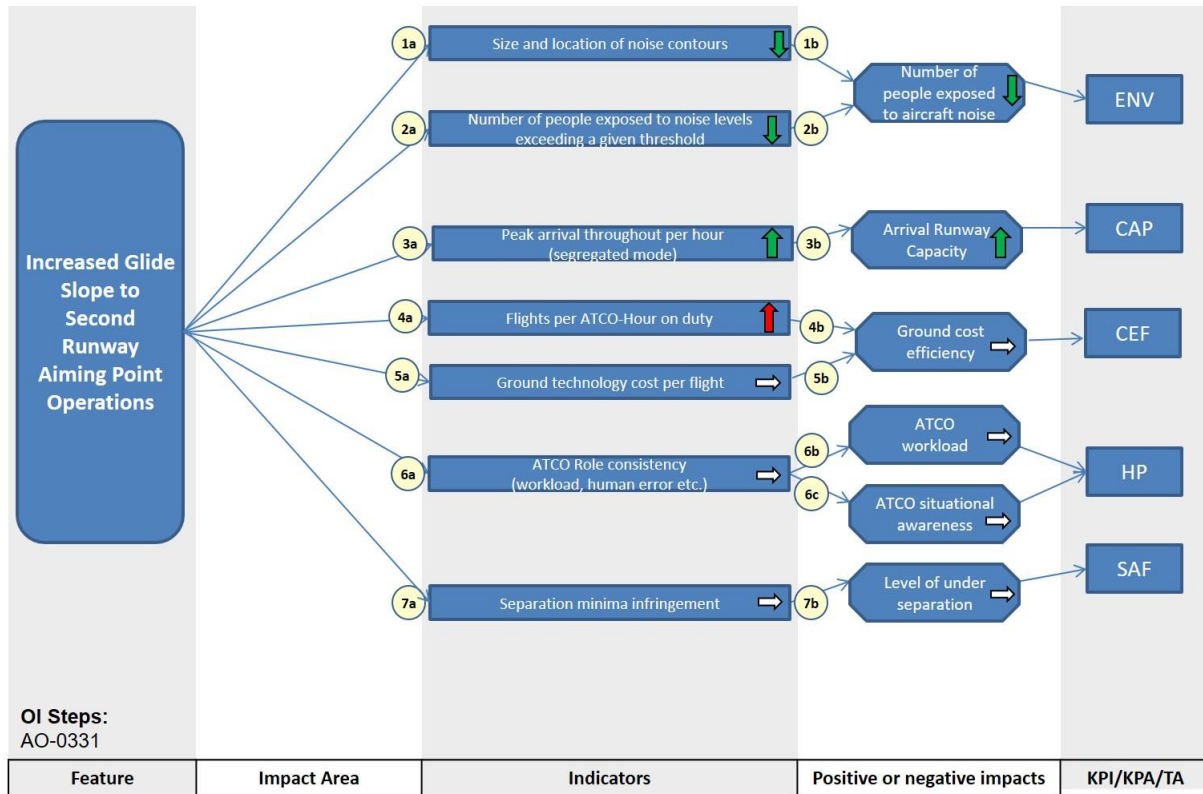 Increased Glide
Slope to
Second
Runway
Aiming Point
Operations
OI Steps:
AO-0331
1a
Size and location of noise contours
1b
2a
Number of people exposed to noise levels
exceeding a given threshold
2b
Number of
people exposed
to aircraft noise
ENV
3a
Peak arrival throughout per hour
(segregated mode)
3b
Arrival Runway
Capacity
CAP
4a
Flights per ATCO-Hour on duty
4b
5a
Ground technology cost per flight
5b
Ground cost
efficiency
CEF
6a
ATCO Role consistency
(workload, human error etc.)
6b
ATCO
workload
6c
ATCO situational
awareness
HP
7a
Separation minima infringement
7b
Level of under
separation
SAF
Feature
Impact Area
Indicators
Positive or negative impacts
KPI/KPA/TA